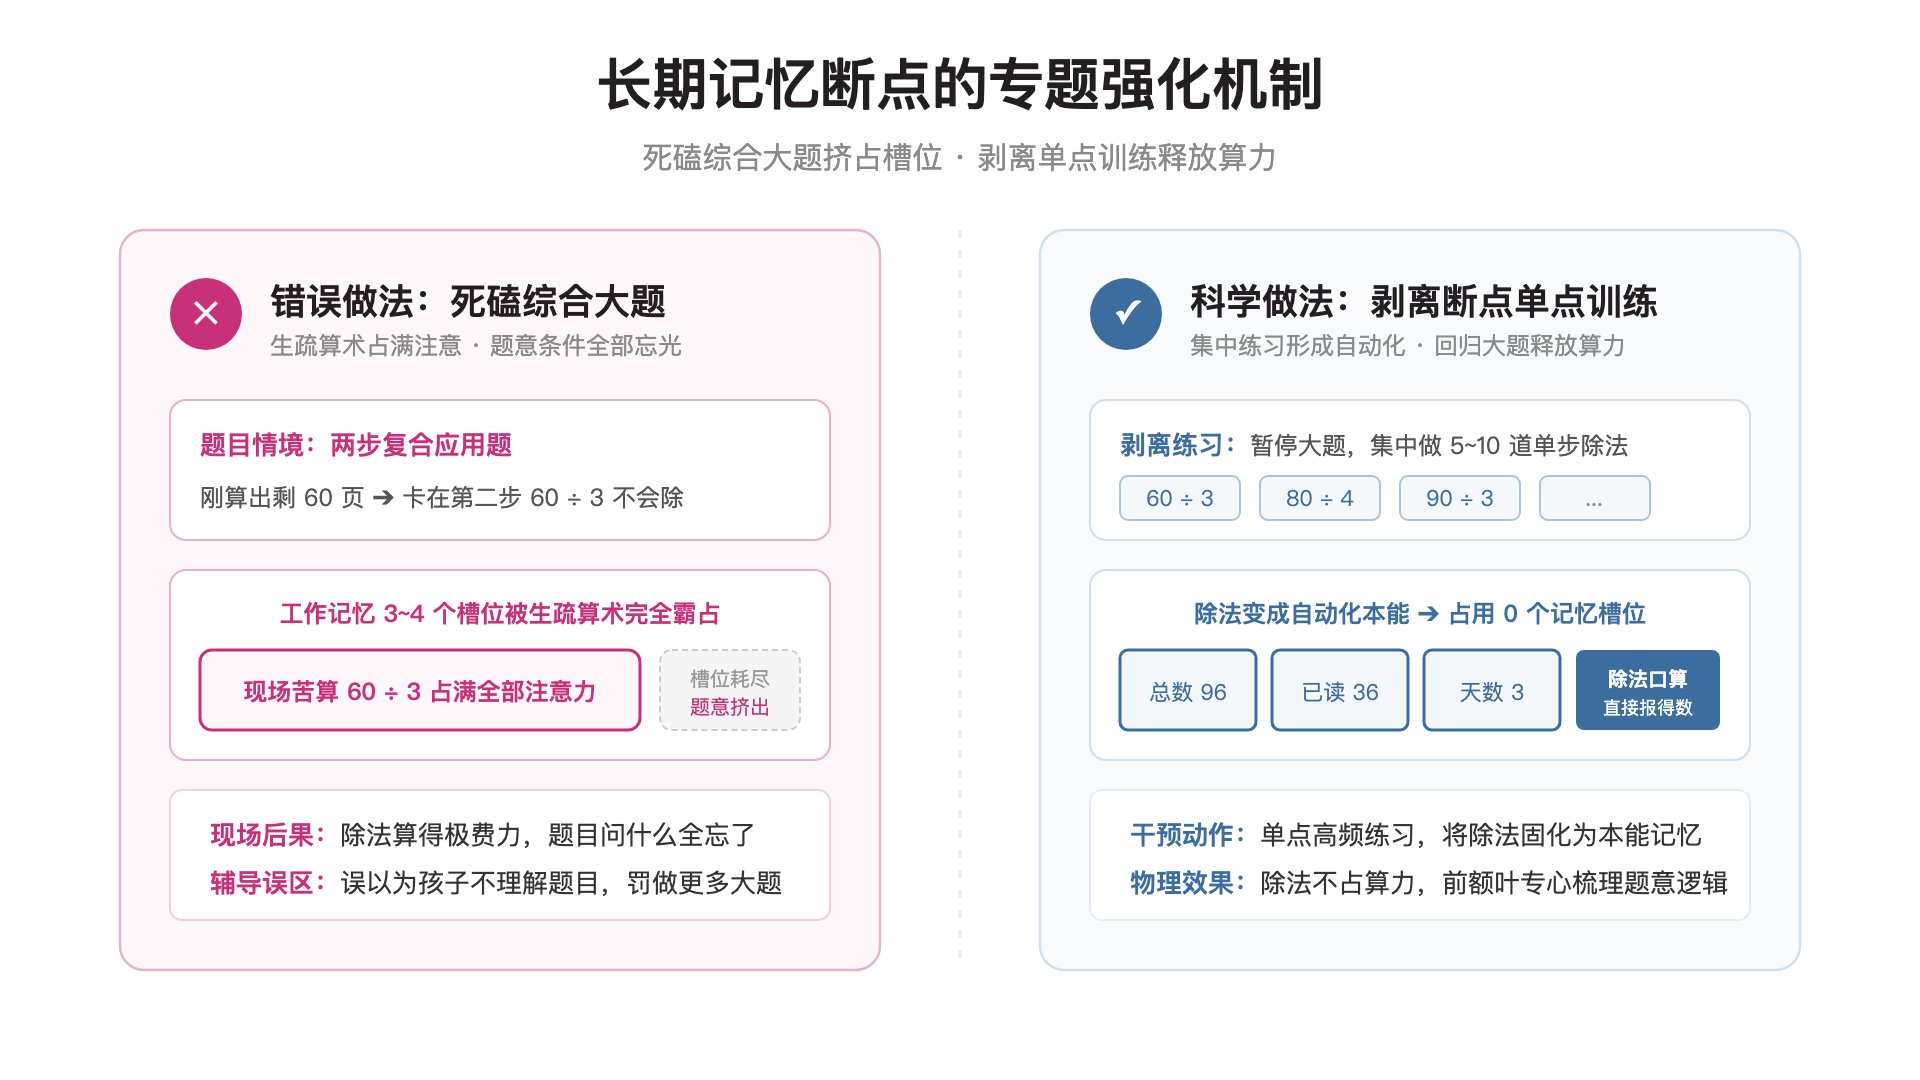 长期记忆断点的专题强化机制
死磕综合大题挤占槽位 · 剥离单点训练释放算力
错误做法：死磕综合大题
生疏算术占满注意 · 题意条件全部忘光
题目情境：两步复合应用题
刚算出剩 60 页 ➔ 卡在第二步 60 ÷ 3 不会除
工作记忆 3~4 个槽位被生疏算术完全霸占
现场苦算 60 ÷ 3 占满全部注意力
槽位耗尽
题意挤出
现场后果：除法算得极费力，题目问什么全忘了
辅导误区：误以为孩子不理解题目，罚做更多大题
科学做法：剥离断点单点训练
集中练习形成自动化 · 回归大题释放算力
剥离练习：暂停大题，集中做 5~10 道单步除法
60 ÷ 3
80 ÷ 4
90 ÷ 3
...
除法变成自动化本能 ➔ 占用 0 个记忆槽位
总数 96
已读 36
天数 3
除法口算
直接报得数
干预动作：单点高频练习，将除法固化为本能记忆
物理效果：除法不占算力，前额叶专心梳理题意逻辑